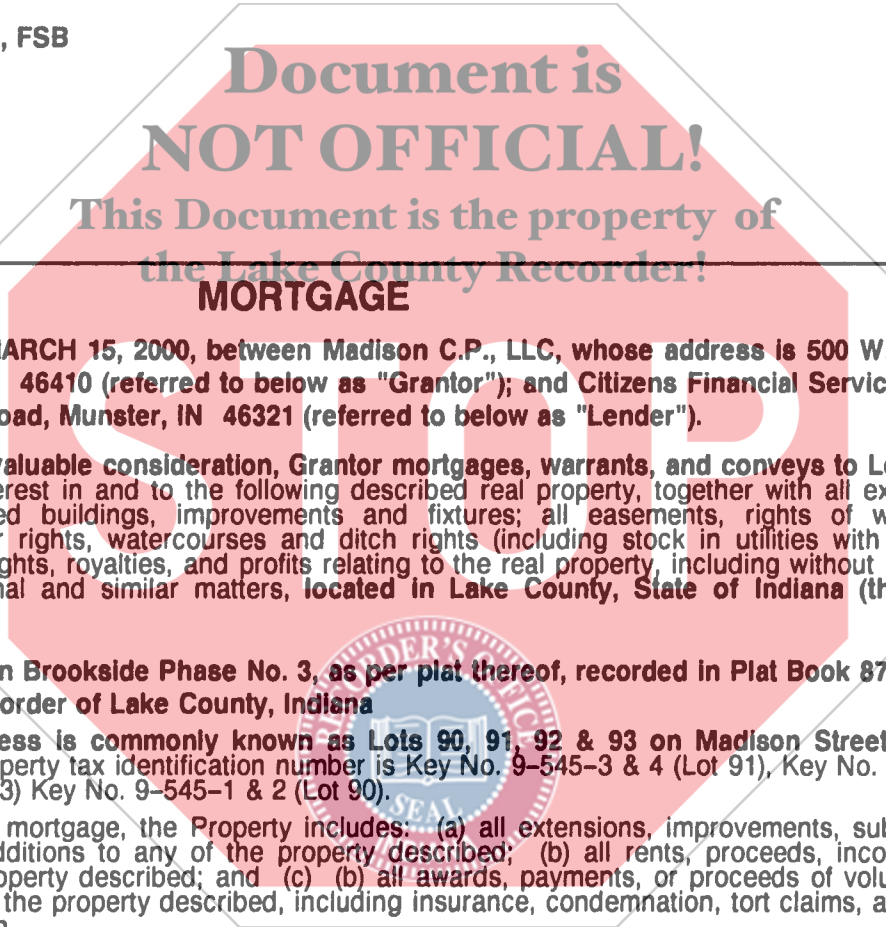 , FSB
Document is
NOT OFFICIAL!
This Document is the property of
the Lake County Recorder!
MORTGAGE
MARCH 15, 2000, between Madison C.P., LLC, whose address is 500 W
46410 (referred to below as "Grantor"); and Citizens Financial Servic
oad, Munster, IN 46321 (referred to below as "Lender").
valuable consideration, Grantor mortgages, warrants, and conveys to Le
erest in and to the following described real property, together with all ex
ed buildings, improvements and fixtures; all easements, rights of w
r rights, watercourses and ditch rights (including stock in utilities with
ghts, royalties, and profits relating to the real property, including without
nal and similar matters, located in Lake County, State of Indiana (th
STOP
n Brookside Phase No. 3, as per plat thereof, recorded in Plat Book 87
order of Lake County, Indiana
ess is commonly known as Lots 90, 91, 92 & 93 on Madison Street
perty tax identification number is Key No. 9-545-3 & 4 (Lot 91), Key No.
3) Key No. 9-545-1 & 2 (Lot 90).
RECORDER'S OFFICE
SEAL
mortgage, the Property includes: (a) all extensions, improvements, sub
dditions to any of the property described; (b) all rents, proceeds, inco
operty described; and (c) (b) all awards, payments, or proceeds of volu
the property described, including insurance, condemnation, tort claims, a